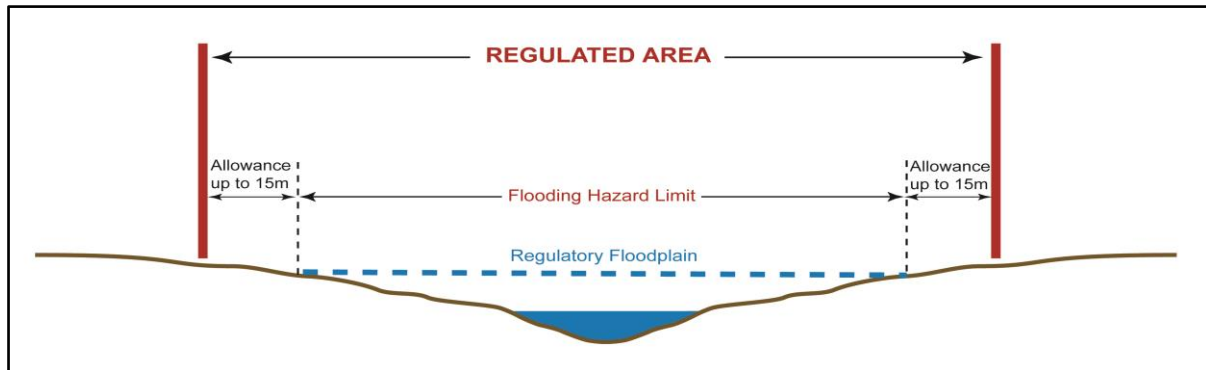 REGULATED AREA
Allowance
up to 15m
Allowance
up to 15m
Flooding Hazard Limit
Regulatory Floodplain